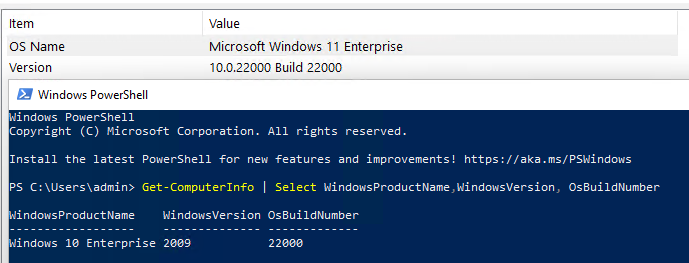 Item Value
OS Name Microsoft Windows 11 Enterprise
Version 10.0.22000 Build 22000
Windows PowerShell
Windows PowerShell
Copyright (C) Microsoft Corporation. All rights reserved.
Install the latest PowerShell for new features and improvements! https://aka.ms/PSWindows
PS C:\Users\admin> Get-ComputerInfo | Select WindowsProductName,WindowsVersion, OsBuildNumber
WindowsProductName WindowsVersion OsBuildNumber
------------------ -------------- -------------
Windows 10 Enterprise 2009 22000